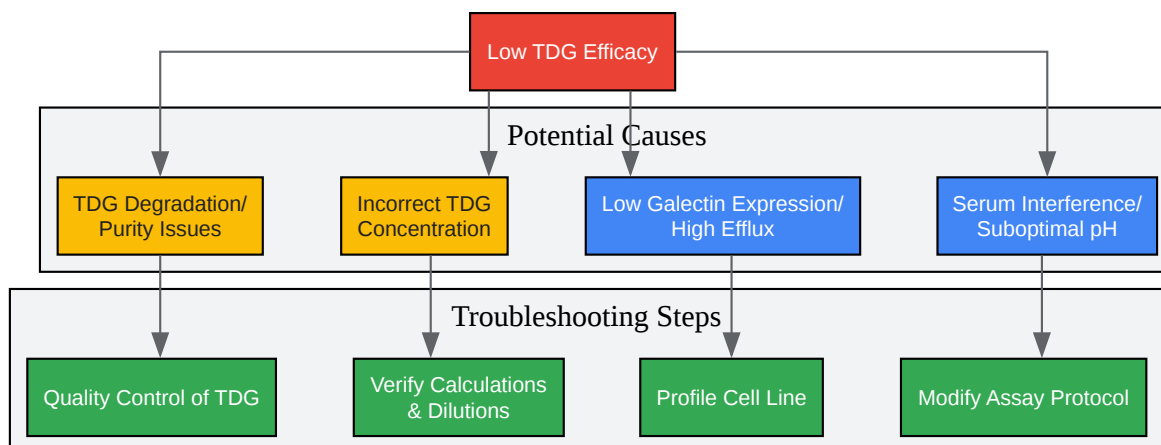 Low TDG Efficacy
Potential Causes
TDG Degradation/
Purity Issues
Incorrect TDG
Concentration
Low Galectin Expression/
High Efflux
Serum Interference/
Suboptimal pH
Troubleshooting Steps
Quality Control of TDG
Verify Calculations
& Dilutions
Profile Cell Line
Modify Assay Protocol